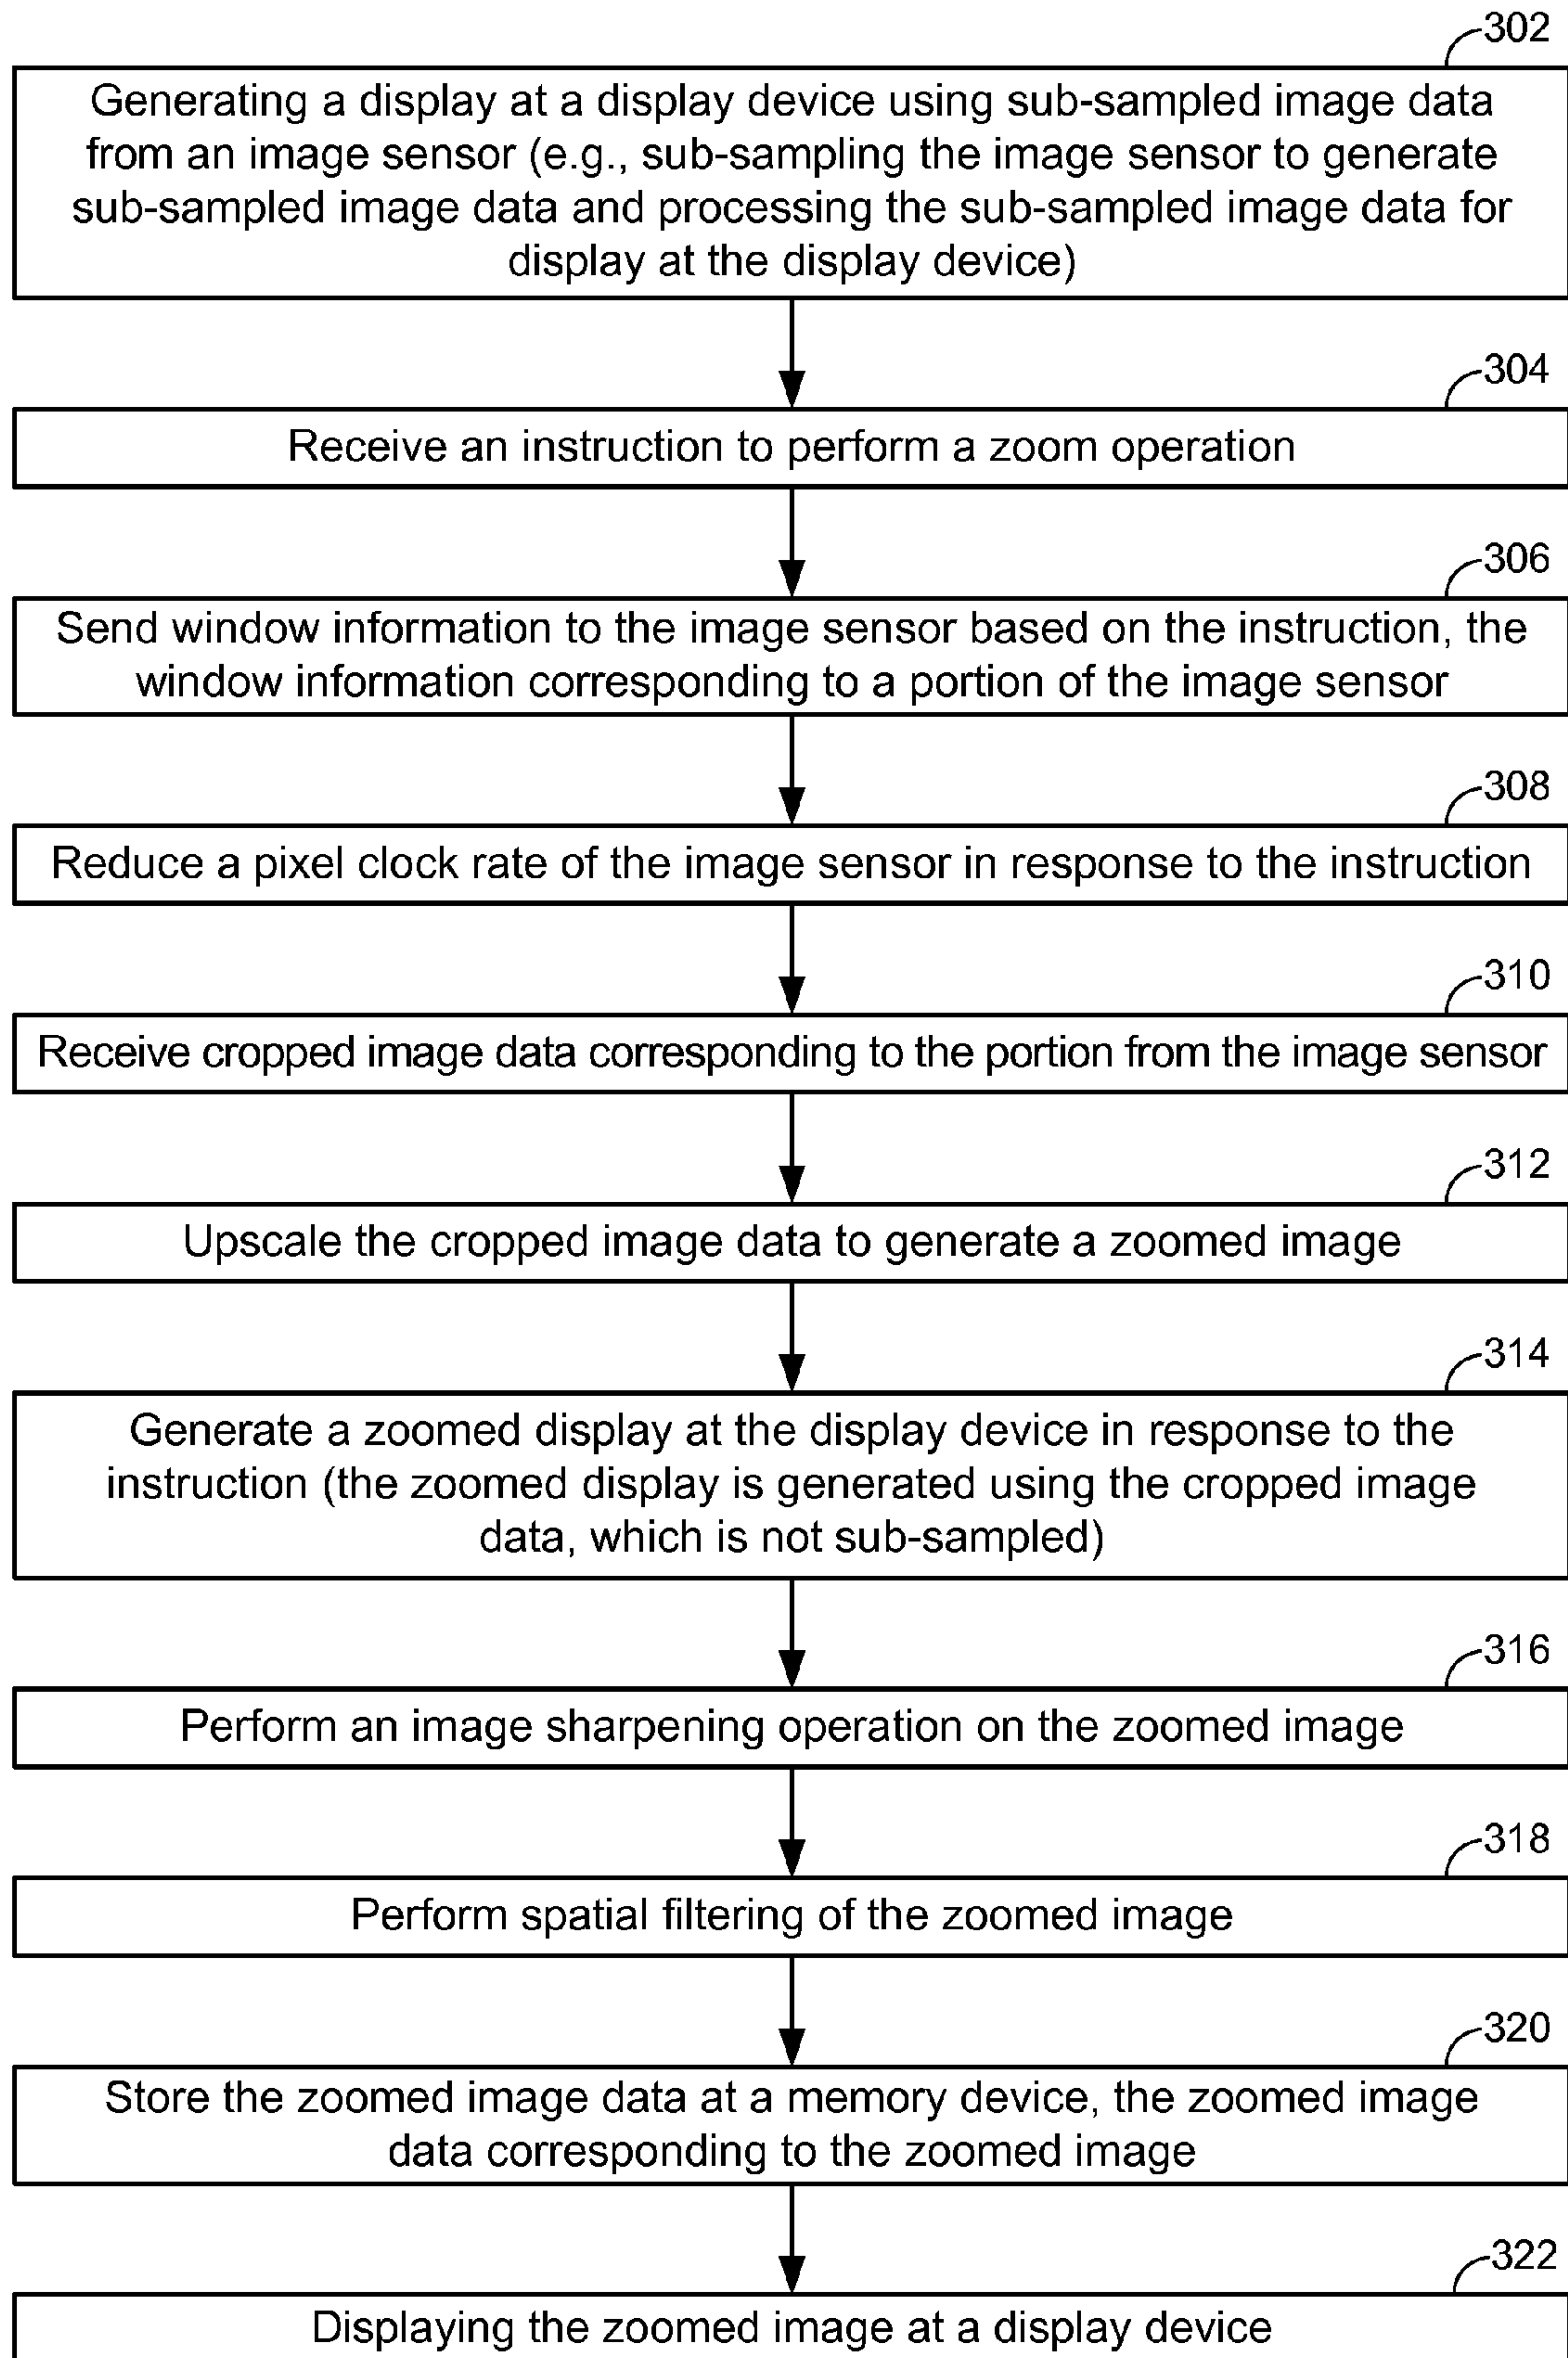 302
Generating a display at a display device using sub-sampled image data
from an image sensor (e.g., sub-sampling the image sensor to generate
sub-sampled image data and processing the sub-sampled image data for
display at the display device)
304
Receive an instruction to perform a zoom operation
306
Send window information to the image sensor based on the instruction, the
window information corresponding to a portion of the image sensor
308
Reduce a pixel clock rate of the image sensor in response to the instruction
310
Receive cropped image data corresponding to the portion from the image sensor
312
Upscale the cropped image data to generate a zoomed image
314
Generate a zoomed display at the display device in response to the
instruction (the zoomed display is generated using the cropped image
data, which is not sub-sampled)
316
Perform an image sharpening operation on the zoomed image
318
Perform spatial filtering of the zoomed image
320
Store the zoomed image data at a memory device, the zoomed image
data corresponding to the zoomed image
322
Displaying the zoomed image at a display device